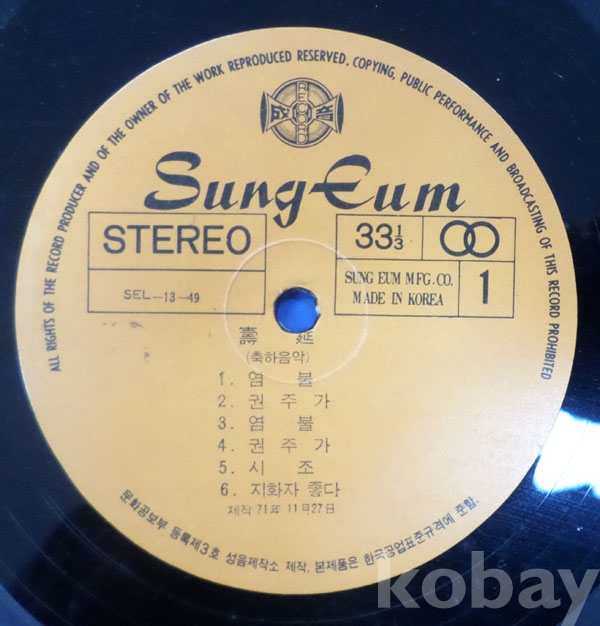 ALL RIGHTS OF THE RECORD PRODUCER AND OF THE OWNER OF THE WORK REPRODUCED RESERVED. COPYING, PUBLIC PERFORMANCE AND BROADCASTING OF THIS RECORD PROHIBITED
RECORD
成音
Sung Eum
STEREO
33⅓
SEL-13-49
SUNG EUM MFG. CO.
MADE IN KOREA
1
壽 延
(축하음악)
1. 염 불
2. 권 주 가
3. 염 불
4. 권 주 가
5. 시 조
6. 지화자 좋다
제작 71年 11月27日
문화공보부 등록제3호 성음제작소 제작. 본제품은 한국공업표준규격에 준함.
kobay